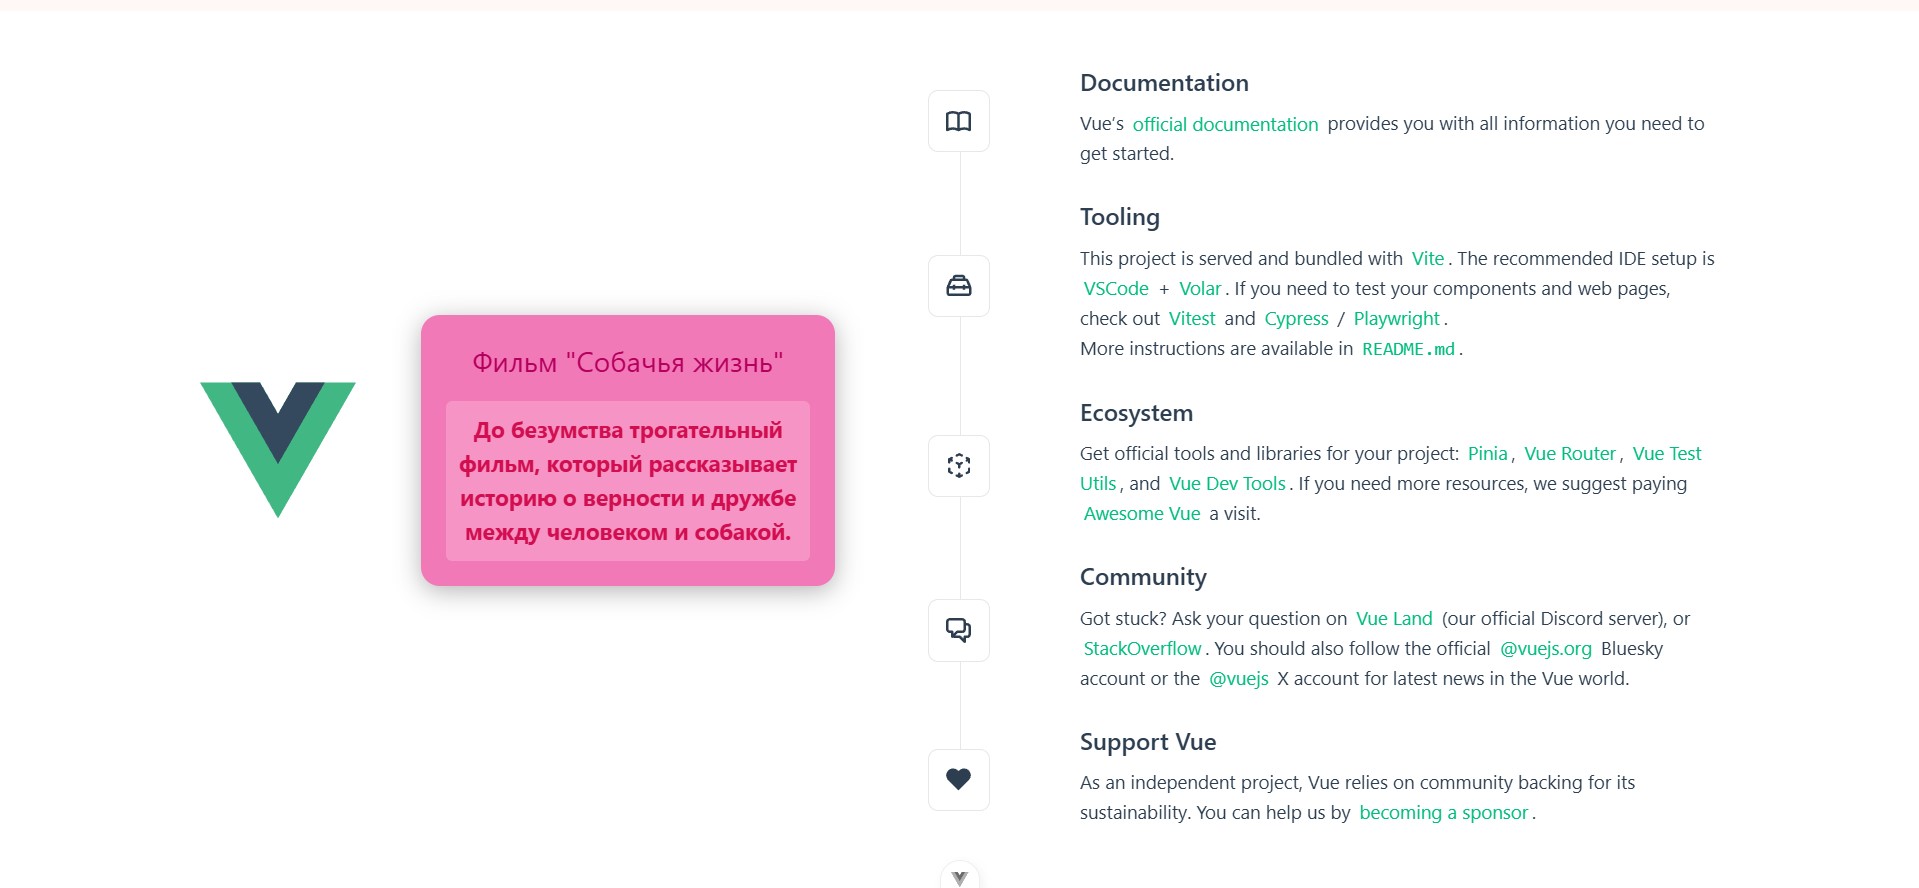 Фильм "Собачья жизнь"
До безумства трогательный
фильм, который рассказывает
историю о верности и дружбе
между человеком и собакой.
Documentation
Vue’s official documentation provides you with all information you need to
get started.
Tooling
This project is served and bundled with Vite. The recommended IDE setup is
VSCode + Volar. If you need to test your components and web pages,
check out Vitest and Cypress / Playwright.
More instructions are available in README.md.
Ecosystem
Get official tools and libraries for your project: Pinia, Vue Router, Vue Test
Utils, and Vue Dev Tools. If you need more resources, we suggest paying
Awesome Vue a visit.
Community
Got stuck? Ask your question on Vue Land (our official Discord server), or
StackOverflow. You should also follow the official @vuejs.org Bluesky
account or the @vuejs X account for latest news in the Vue world.
Support Vue
As an independent project, Vue relies on community backing for its
sustainability. You can help us by becoming a sponsor.